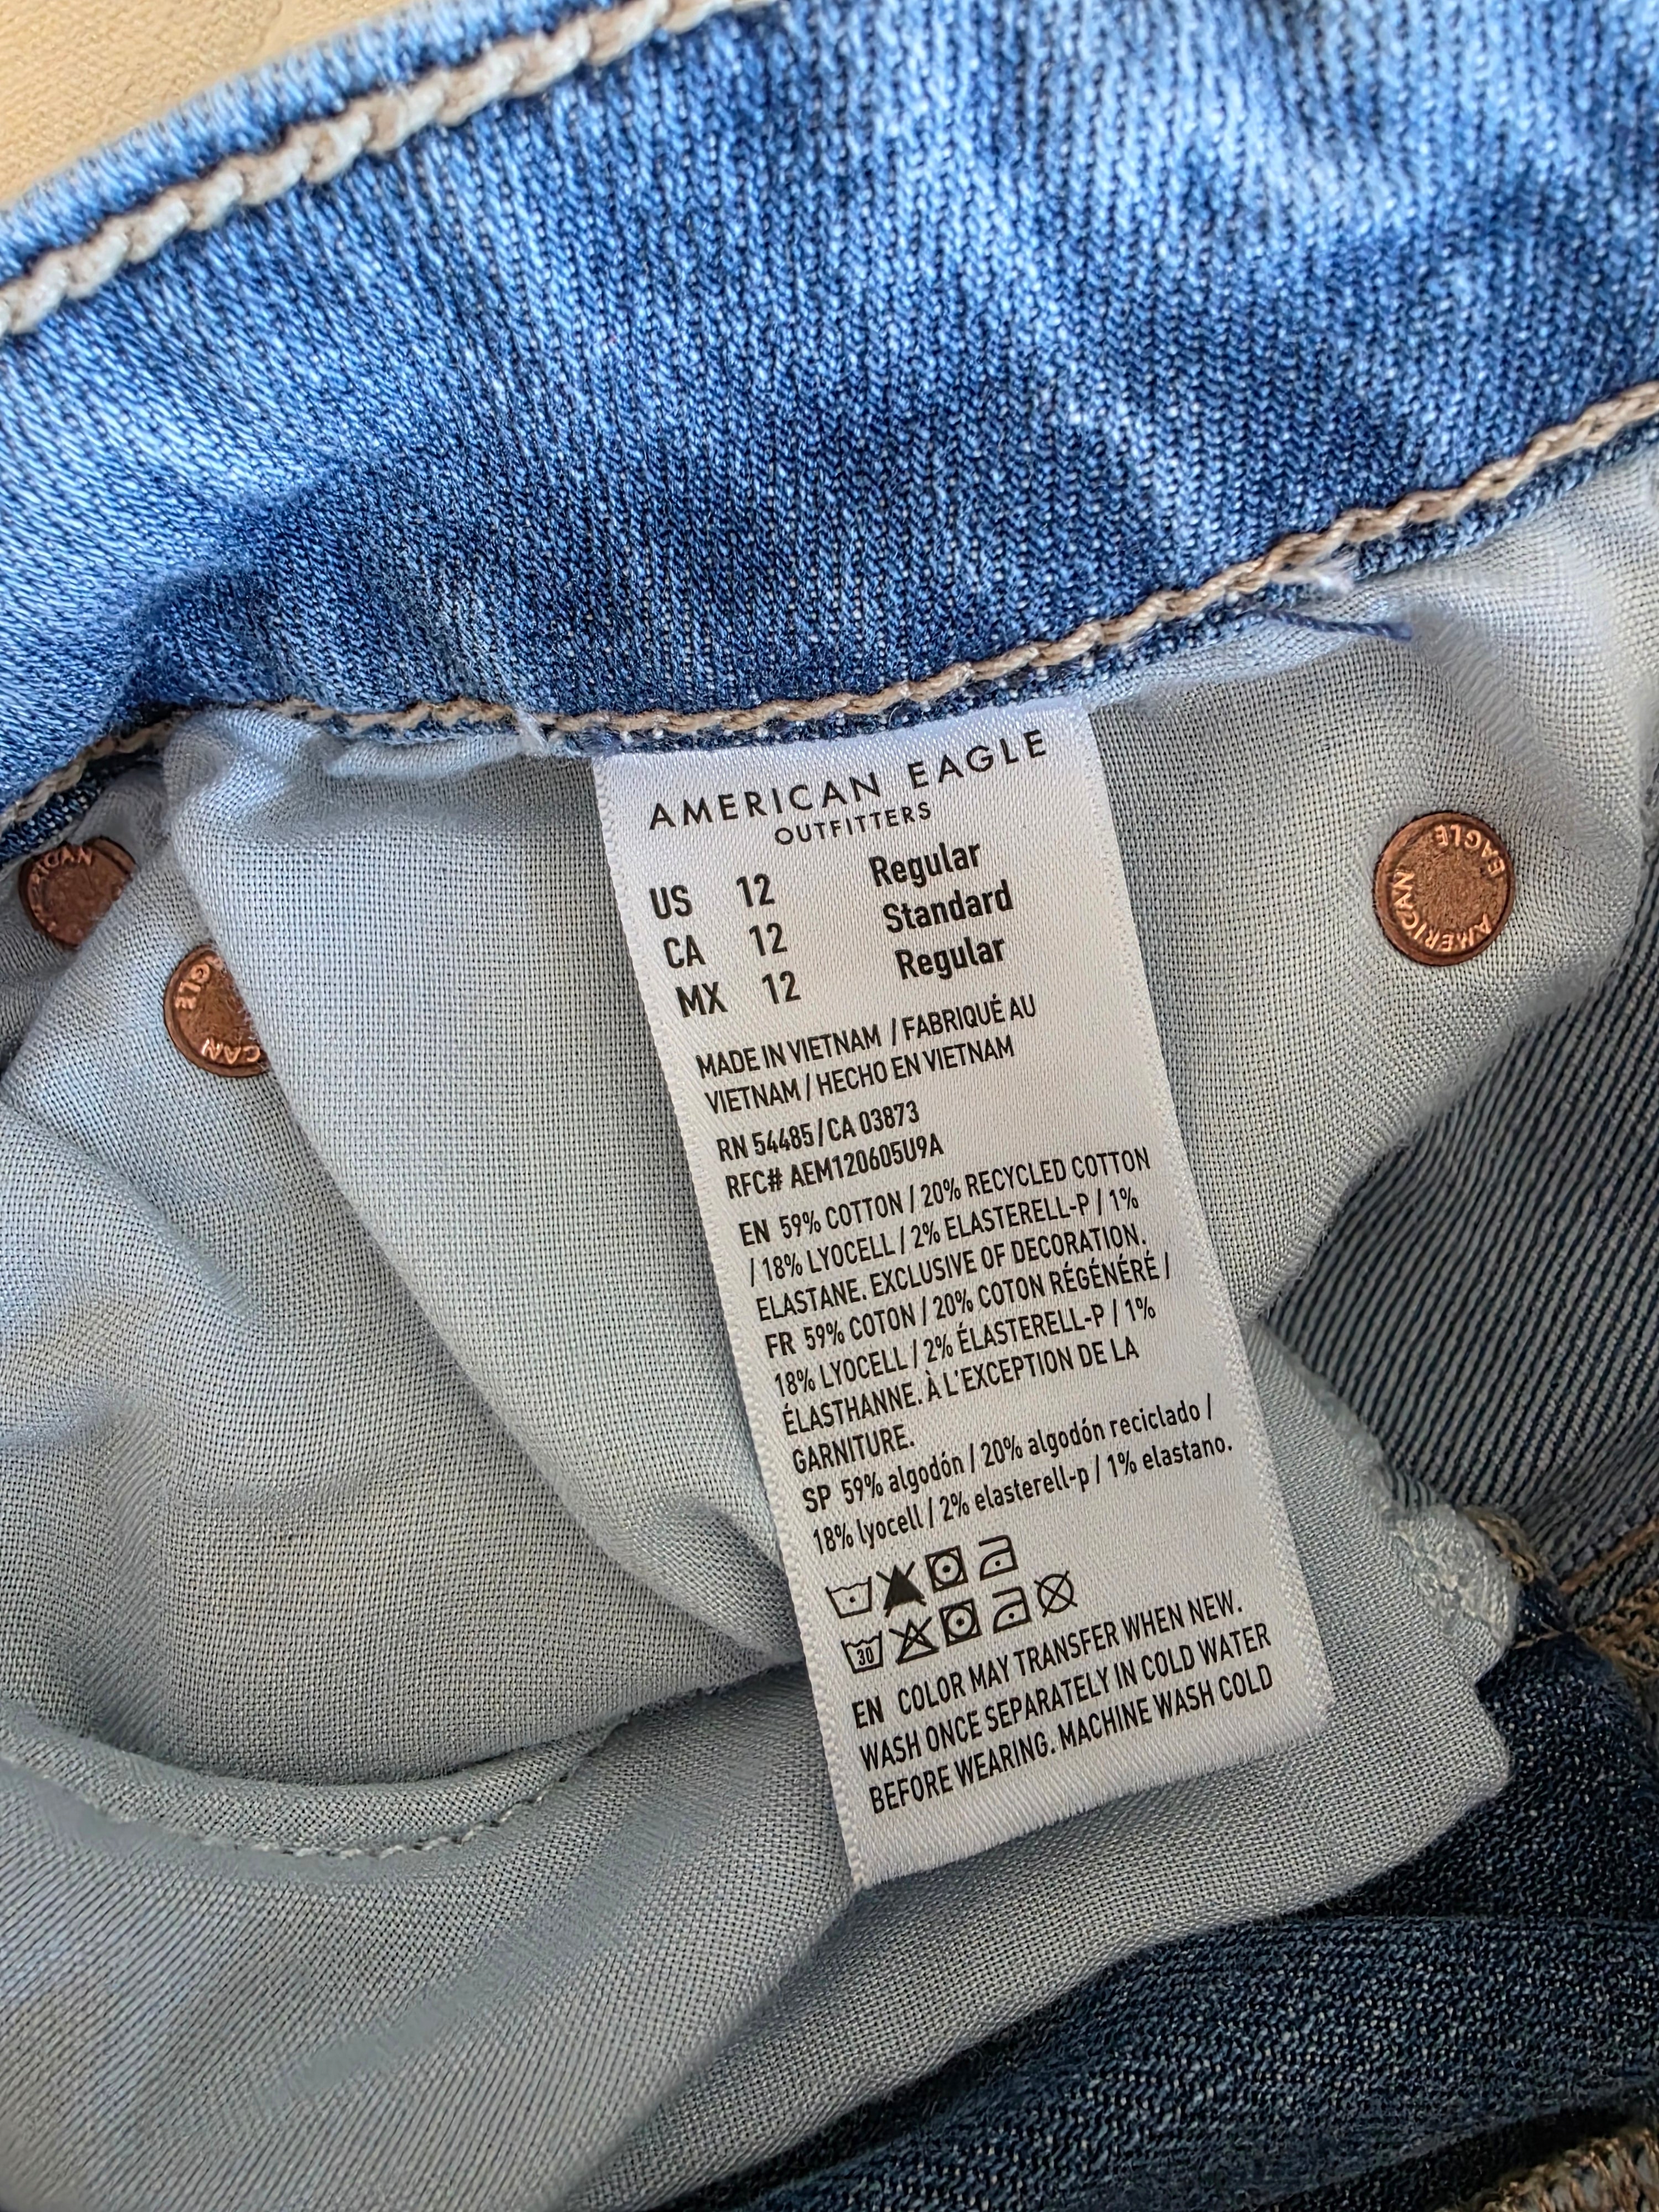 AMERICAN EAGLE
OUTFITTERS
US 12 Regular
CA 12 Standard
MX 12 Regular
MADE IN VIETNAM / FABRIQUÉ AU
VIETNAM / HECHO EN VIETNAM
RN 54485 / CA 03873
RFC# AEM120605U9A
EN 59% COTTON / 20% RECYCLED COTTON
/ 18% LYOCELL / 2% ELASTERELL-P / 1%
ELASTANE. EXCLUSIVE OF DECORATION.
FR 59% COTON / 20% COTON RÉGÉNÉRÉ /
18% LYOCELL / 2% ÉLASTERELL-P / 1%
ÉLASTHANNE. À L'EXCEPTION DE LA
GARNITURE.
SP 59% algodón / 20% algodón reciclado /
18% lyocell / 2% elasterell-p / 1% elastano.
30
EN COLOR MAY TRANSFER WHEN NEW.
WASH ONCE SEPARATELY IN COLD WATER
BEFORE WEARING. MACHINE WASH COLD
AMERICAN EAGLE